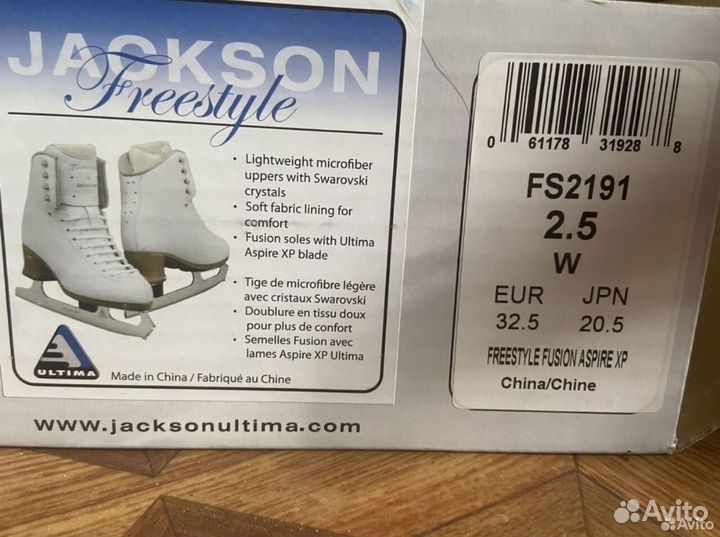 JACKSON
Freestyle
• Lightweight microfiber
uppers with Swarovski
crystals
• Soft fabric lining for
comfort
• Fusion soles with Ultima
Aspire XP blade
• Tige de microfibre légère
avec cristaux Swarovski
• Doublure en tissu doux
pour plus de confort
• Semelles Fusion avec
lames Aspire XP Ultima
ULTIMA
Made in China / Fabriqué au Chine
www.jacksonultima.com
0 61178 31928 8
FS2191
2.5
W
EUR JPN
32.5 20.5
FREESTYLE FUSION ASPIRE XP
China/Chine
Avito
Avito